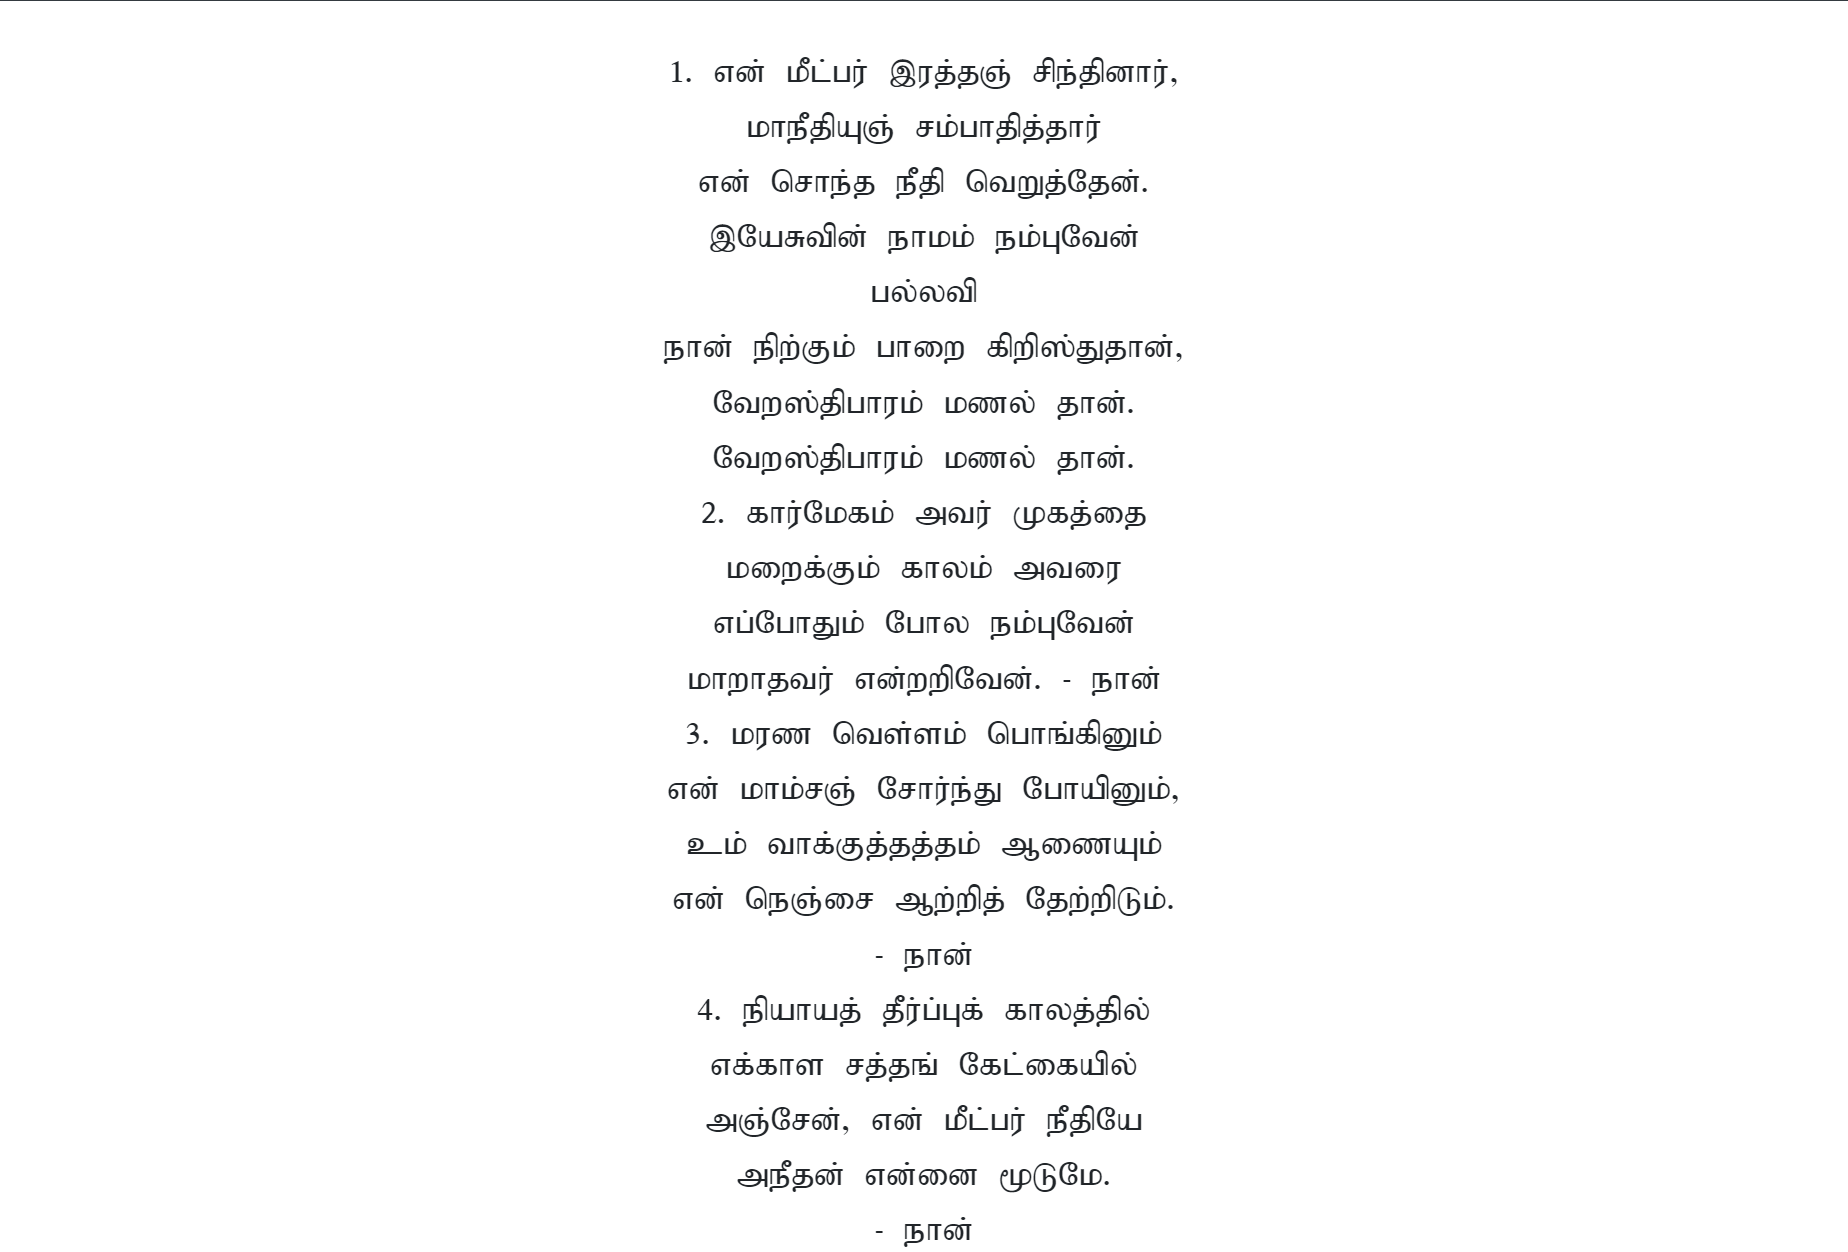 1. என் மீட்பர் இரத்தஞ் சிந்தினார்,
மாநீதியுஞ் சம்பாதித்தார்
என் சொந்த நீதி வெறுத்தேன்.
இயேசுவின் நாமம் நம்புவேன்
பல்லவி
நான் நிற்கும் பாறை கிறிஸ்துதான்,
வேறஸ்திபாரம் மணல் தான்.
வேறஸ்திபாரம் மணல் தான்.
2. கார்மேகம் அவர் முகத்தை
மறைக்கும் காலம் அவரை
எப்போதும் போல நம்புவேன்
மாறாதவர் என்றறிவேன். - நான்
3. மரண வெள்ளம் பொங்கினும்
என் மாம்சஞ் சோர்ந்து போயினும்,
உம் வாக்குத்தத்தம் ஆணையும்
என் நெஞ்சை ஆற்றித் தேற்றிடும்.
- நான்
4. நியாயத் தீர்ப்புக் காலத்தில்
எக்காள சத்தங் கேட்கையில்
அஞ்சேன், என் மீட்பர் நீதியே
அநீதன் என்னை மூடுமே.
- நான்